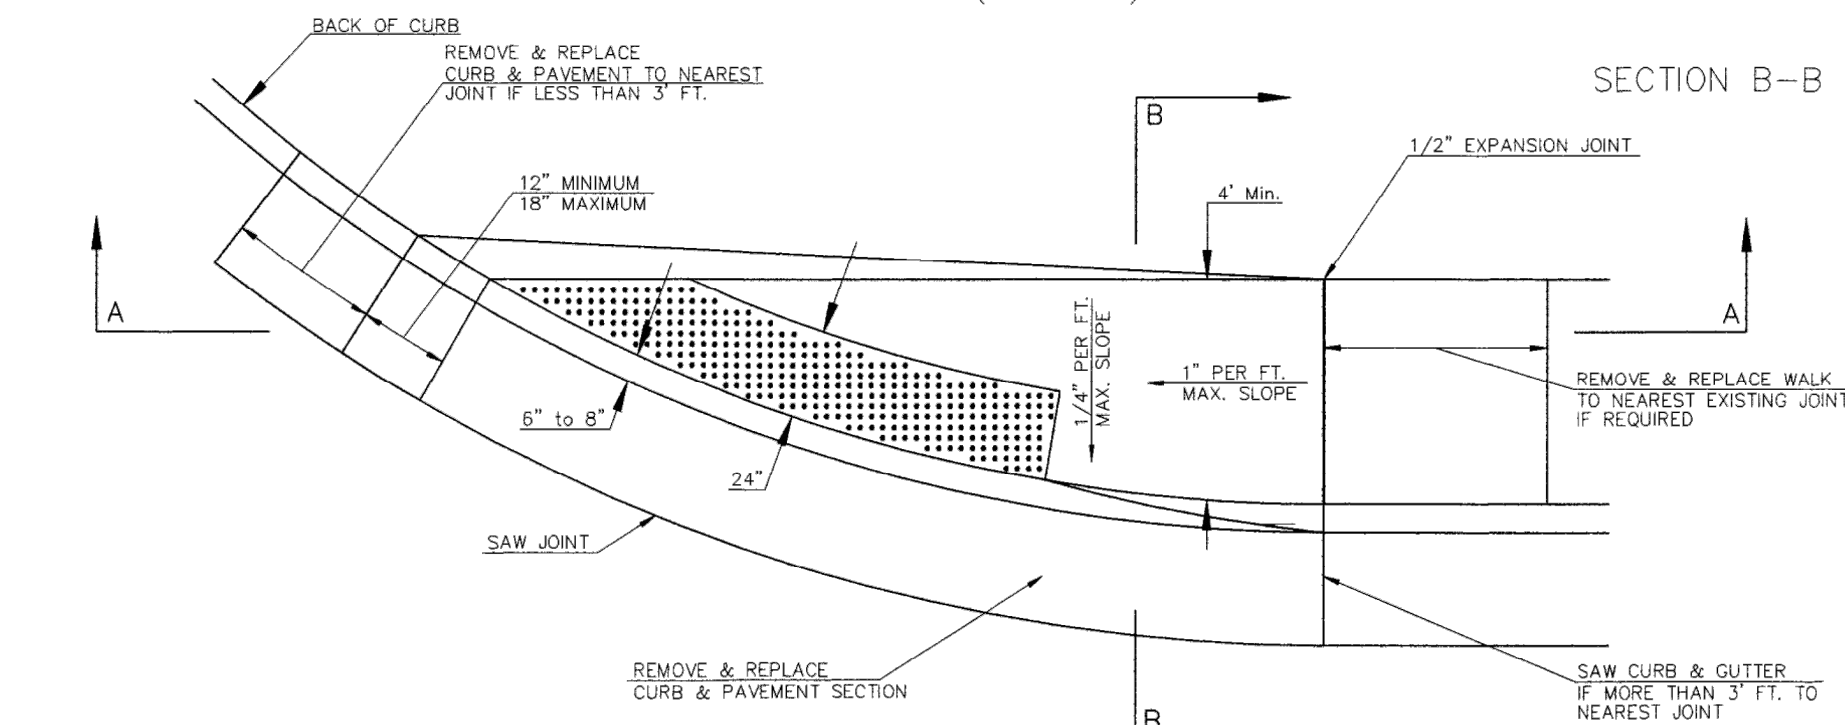 BACK OF CURB
REMOVE & REPLACE
CURB & PAVEMENT TO NEAREST
JOINT IF LESS THAN 3' FT.
SECTION B-B
B
1/2" EXPANSION JOINT
12" MINIMUM
18" MAXIMUM
4' Min.
A
A
1/4" PER FT.
MAX. SLOPE
1" PER FT.
MAX. SLOPE
REMOVE & REPLACE WALK
TO NEAREST EXISTING JOINT
IF REQUIRED
6" to 8"
24"
SAW JOINT
REMOVE & REPLACE
CURB & PAVEMENT SECTION
SAW CURB & GUTTER
IF MORE THAN 3' FT. TO
NEAREST JOINT
B